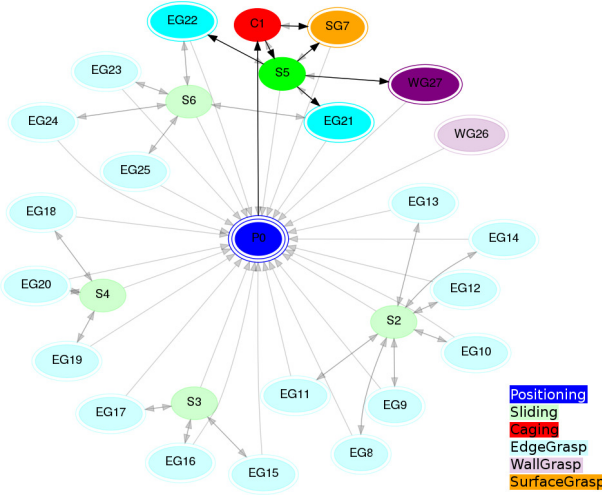 EG22
C1
SG7
EG23
S5
WG27
S6
EG24
EG21
WG26
EG25
EG18
EG13
P0
EG14
EG20
S4
EG12
S2
EG19
EG10
EG17
S3
EG11
EG9
EG16
EG15
EG8
Positioning
Sliding
Caging
EdgeGrasp
WallGrasp
SurfaceGrasp